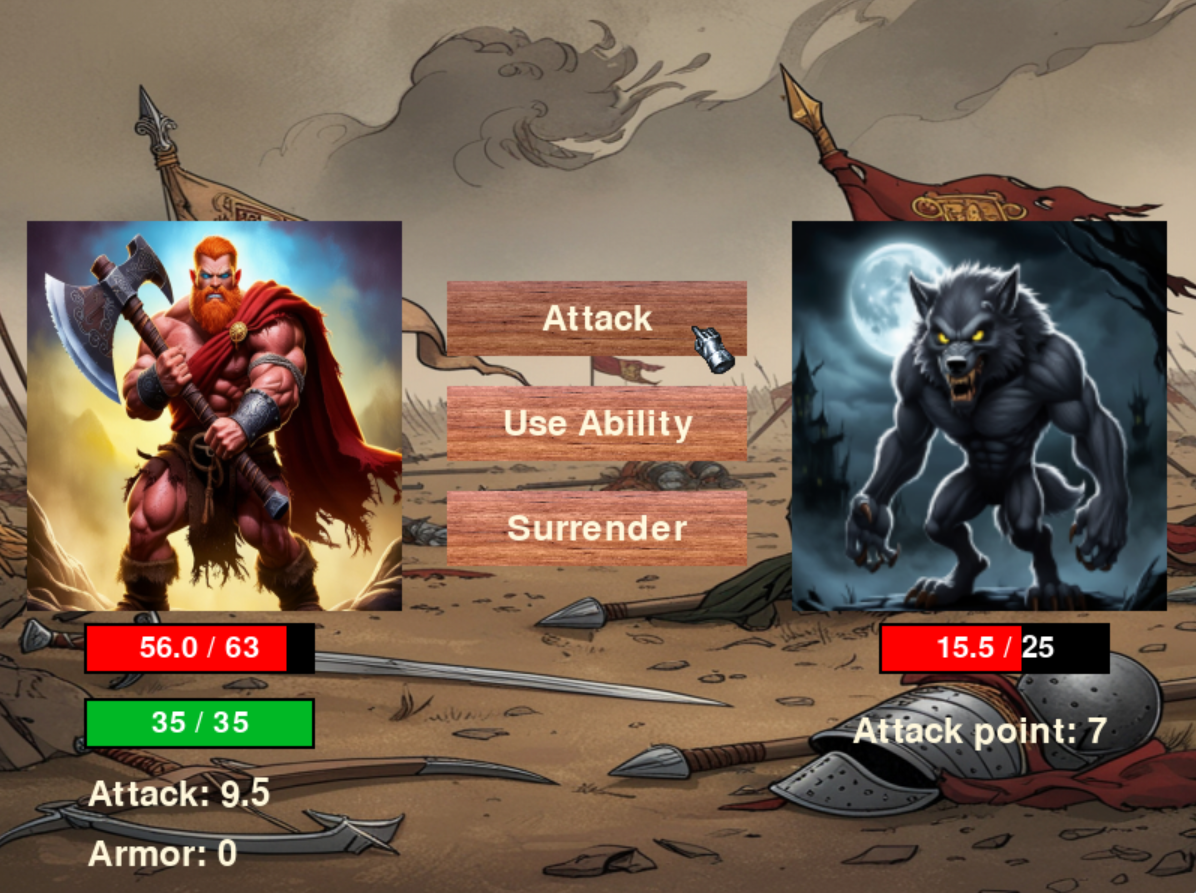 Attack
Use Ability
Surrender
56.0 / 63
15.5 / 25
35 / 35
Attack point: 7
Attack: 9.5
Armor: 0